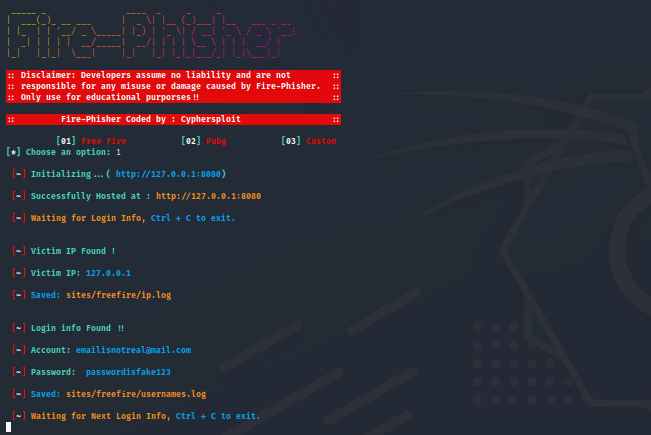 Fire-Phisher
:: Disclaimer: Developers assume no liability and are not ::
:: responsible for any misuse or damage caused by Fire-Phisher. ::
:: Only use for educational purporses!! ::
:: Fire-Phisher Coded by : Cyphersploit ::
[01] Free Fire [02] Pubg [03] Custon
[★] Choose an option: 1
[~] Initializing...( http://127.0.0.1:8080)
[~] Successfully Hosted at : http://127.0.0.1:8080
[~] Waiting for Login Info, Ctrl + C to exit.
[~] Victim IP Found !
[~] Victim IP: 127.0.0.1
[~] Saved: sites/freefire/ip.log
[~] Login info Found !!
[~] Account: emailisnotreal@mail.com
[~] Password: passwordisfake123
[~] Saved: sites/freefire/usernames.log
[~] Waiting for Next Login Info, Ctrl + C to exit.